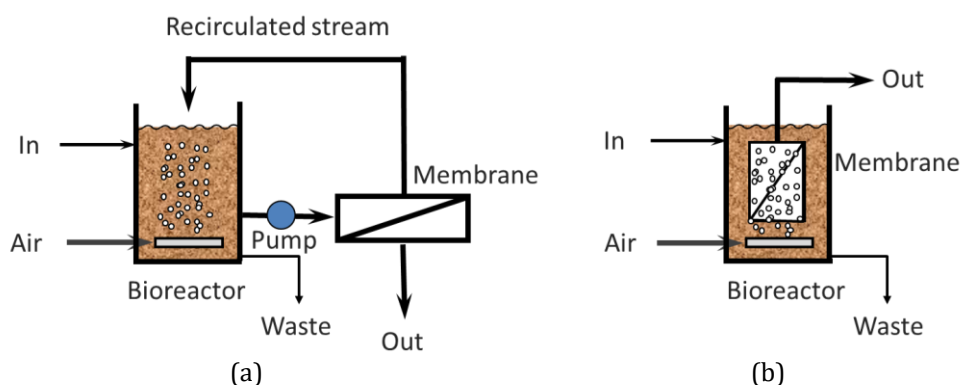 Recirculated stream
In
Air
Pump
Membrane
Bioreactor
Waste
Out
(a)
Out
In
Membrane
Air
Bioreactor
Waste
(b)